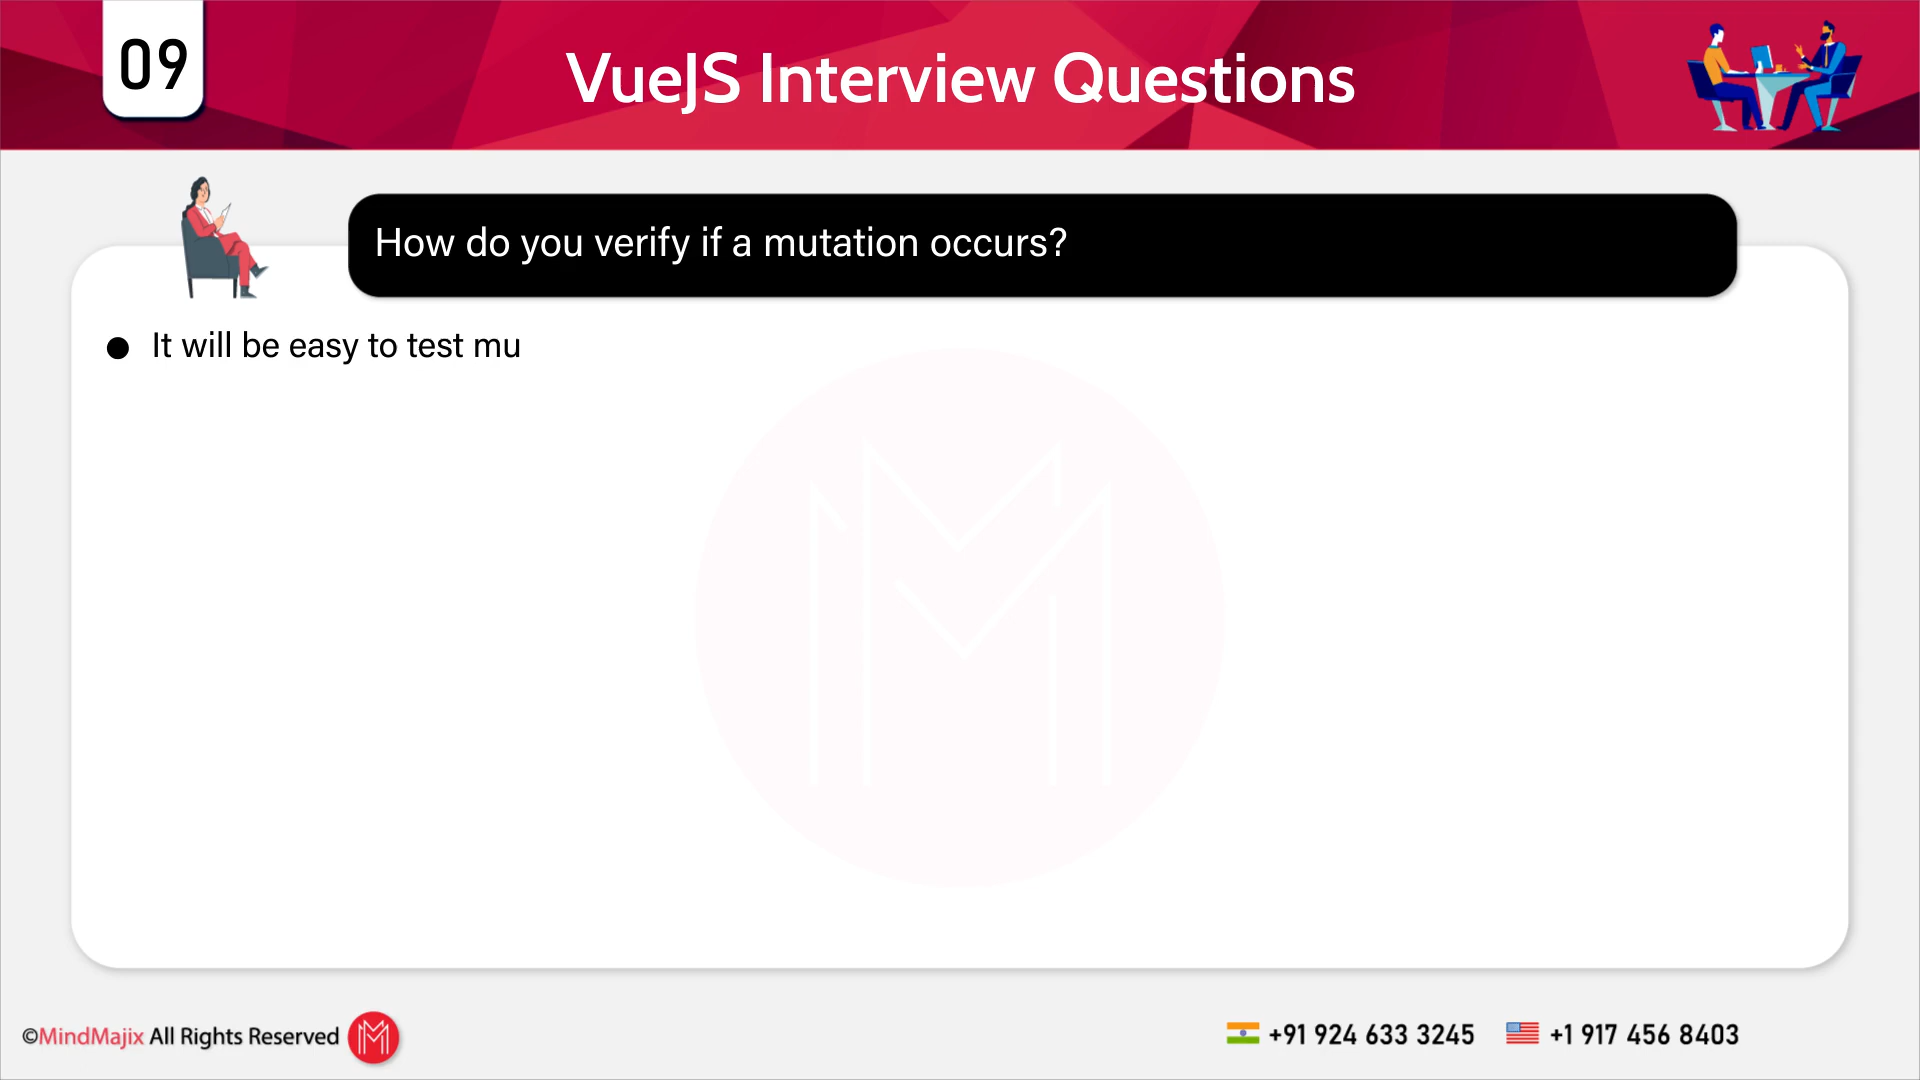 09
VueJS Interview Questions
How do you verify if a mutation occurs?
● It will be easy to test mu
©MindMajix All Rights Reserved
+91 924 633 3245
+1 917 456 8403